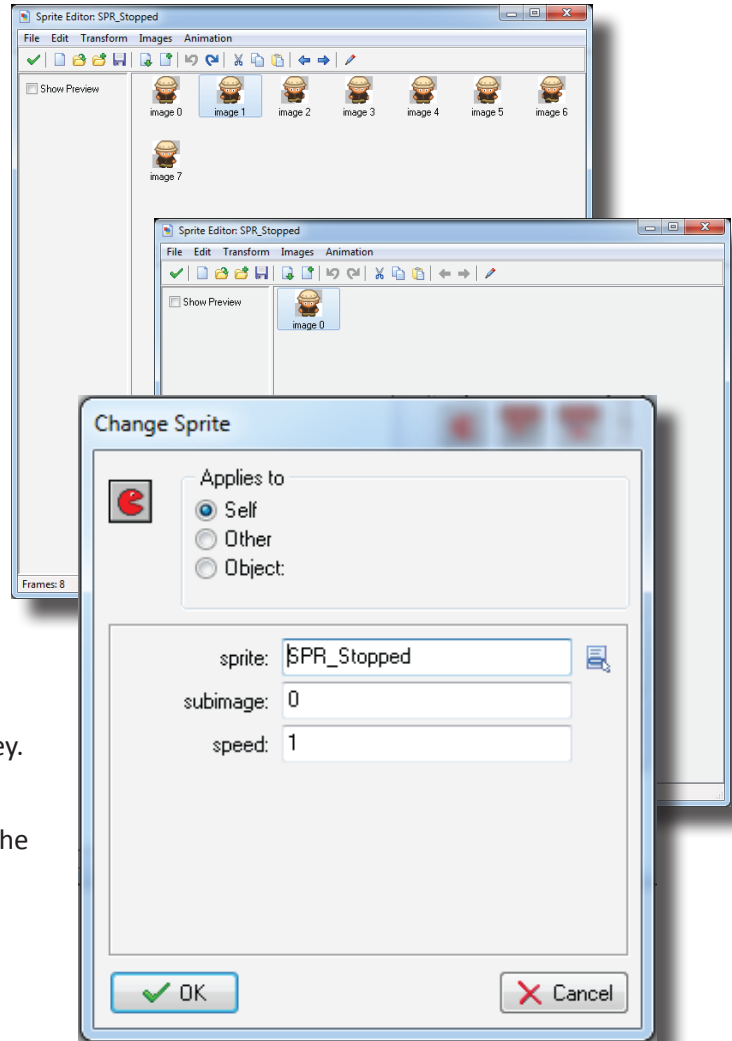 Sprite Editor: SPR_Stopped
File Edit Transform Images Animation
Show Preview
image 0 image 1 image 2 image 3 image 4 image 5 image 6
image 7
Frames: 8
Sprite Editor: SPR_Stopped
File Edit Transform Images Animation
Show Preview
image 0
ey.
he
Change Sprite
Applies to
Self
Other
Object:
sprite: SPR_Stopped
subimage: 0
speed: 1
OK Cancel